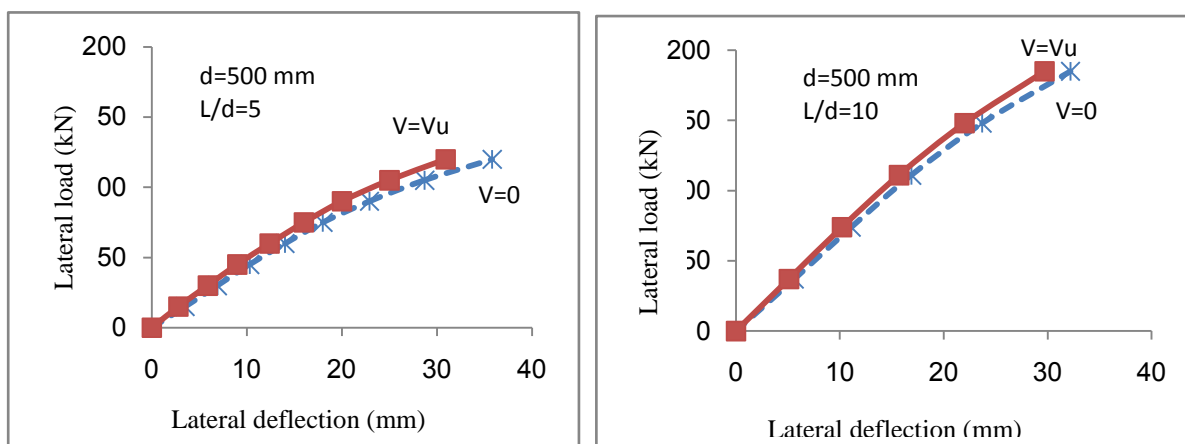 200
d=500 mm
L/d=5
V=Vu
50
00
V=0
50
0
0 10 20 30 40
Lateral load (kN)
Lateral deflection (mm)
200
V=Vu
d=500 mm
L/d=10
V=0
50
00
50
0
0 10 20 30 40
Lateral load (kN)
Lateral deflection (mm)